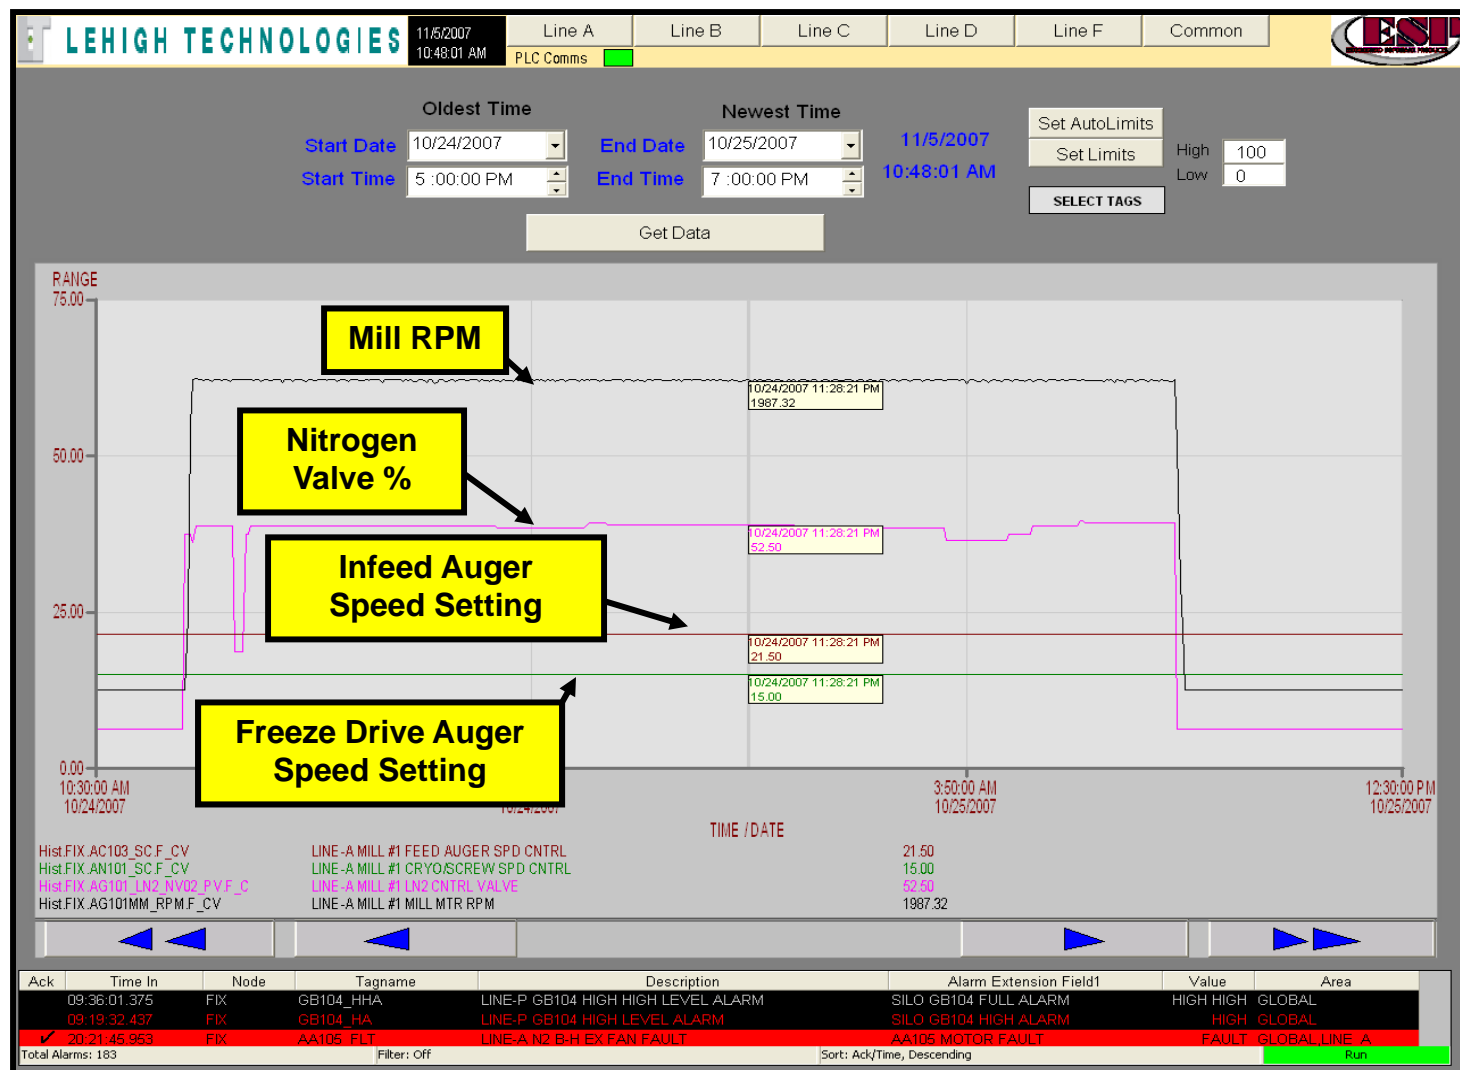 LEHIGH TECHNOLOGIES
11/5/2007
10:48:01 AM
Line A
Line B
Line C
Line D
Line F
Common
PLC Comms
ESP
Oldest Time
Newest Time
Start Date 10/24/2007
End Date 10/25/2007
11/5/2007
Set AutoLimits
Set Limits
High 100
Start Time 5 :00:00 PM
End Time 7 :00:00 PM
10:48:01 AM
Low 0
SELECT TAGS
Get Data
RANGE
75.00
Mill RPM
10/24/2007 11:28:21 PM
1987.32
Nitrogen
Valve %
50.00
10/24/2007 11:28:21 PM
52.50
Infeed Auger
Speed Setting
25.00
10/24/2007 11:28:21 PM
21.50
10/24/2007 11:28:21 PM
15.00
Freeze Drive Auger
Speed Setting
0.00
10:30:00 AM
10/24/2007
3:50:00 AM
10/25/2007
12:30:00 PM
10/25/2007
TIME / DATE
Hist.FIX.AC103_SC.F_CV LINE-A MILL #1 FEED AUGER SPD CNTRL 21.50
Hist.FIX.AN101_SC.F_CV LINE-A MILL #1 CRYO/SCREW SPD CNTRL 15.00
Hist.FIX.AG101_LN2_NV02_PV.F_C LINE-A MILL #1 LN2 CNTRL VALVE 52.50
Hist.FIX.AG101MM_RPM.F_CV LINE-A MILL #1 MILL MTR RPM 1987.32
Ack Time In Node Tagname Description Alarm Extension Field1 Value Area
09:36:01.375 FIX GB104_HHA LINE-P GB104 HIGH HIGH LEVEL ALARM SILO GB104 FULL ALARM HIGH HIGH GLOBAL
09:19:32.437 FIX GB104_HA LINE-P GB104 HIGH LEVEL ALARM SILO GB104 HIGH ALARM HIGH GLOBAL
20:21:45.953 FIX AA105_FLT LINE-A N2 B-H EX FAN FAULT AA105 MOTOR FAULT FAULT GLOBAL,LINE_A
Total Alarms: 183 Filter: Off Sort: Ack/Time, Descending Run